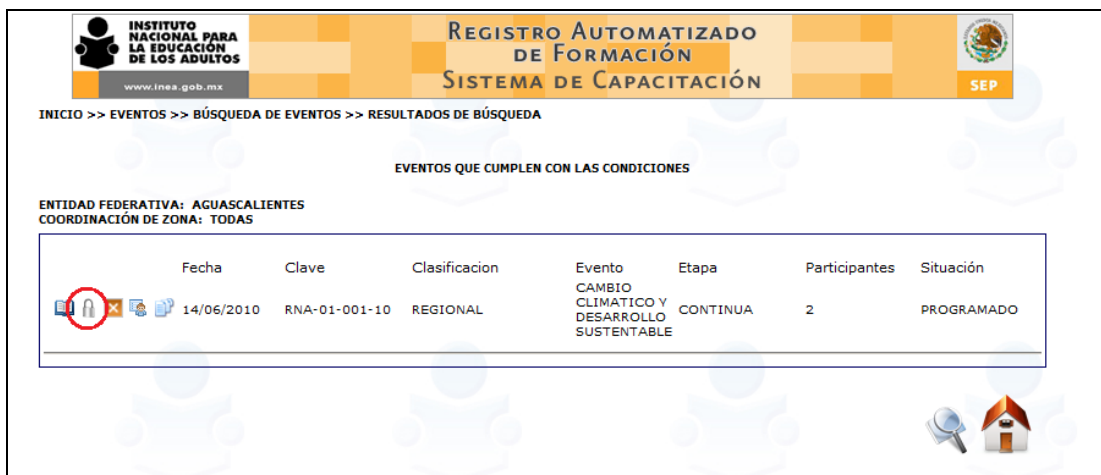 INSTITUTO
NACIONAL PARA
LA EDUCACIÓN
DE LOS ADULTOS
www.inea.gob.mx
REGISTRO AUTOMATIZADO
DE FORMACIÓN
SISTEMA DE CAPACITACIÓN
SEP
INICIO >> EVENTOS >> BÚSQUEDA DE EVENTOS >> RESULTADOS DE BÚSQUEDA
EVENTOS QUE CUMPLEN CON LAS CONDICIONES
ENTIDAD FEDERATIVA: AGUASCALIENTES
COORDINACIÓN DE ZONA: TODAS
Fecha Clave Clasificacion Evento Etapa Participantes Situación
14/06/2010 RNA-01-001-10 REGIONAL CAMBIO
CLIMATICO Y
DESARROLLO
SUSTENTABLE CONTINUA 2 PROGRAMADO